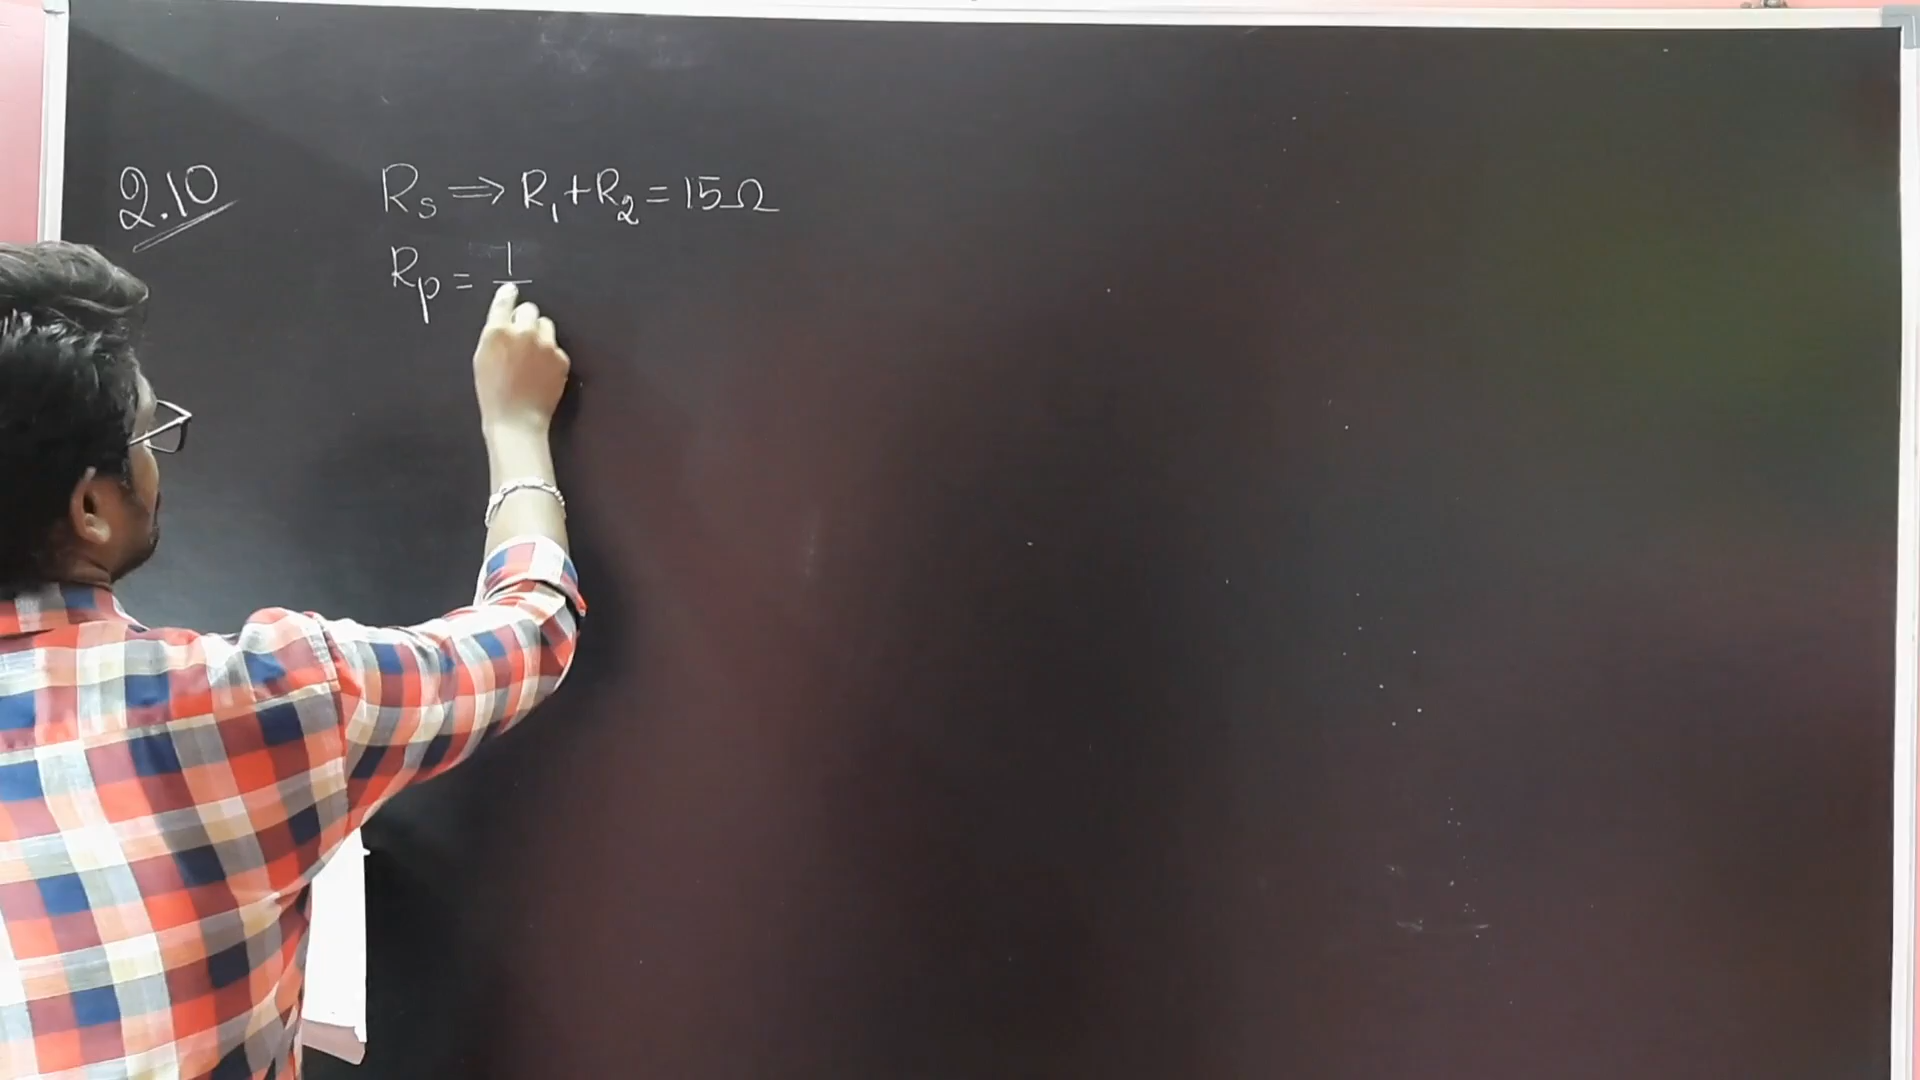 2.10
Rs ⟹ R₁+R₂ = 15Ω
Rp = 1